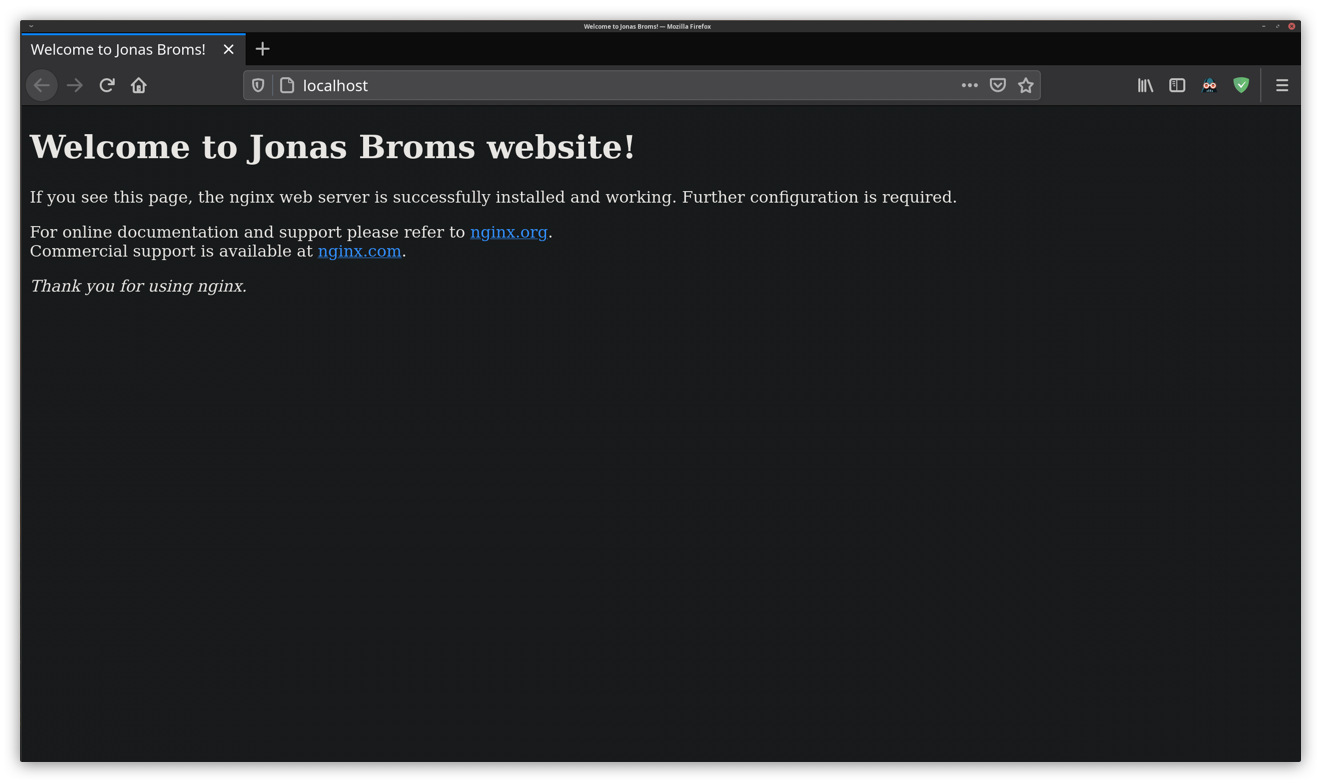 Welcome to Jonas Broms! — Mozilla Firefox
Welcome to Jonas Broms!
localhost
Welcome to Jonas Broms website!
If you see this page, the nginx web server is successfully installed and working. Further configuration is required.
For online documentation and support please refer to nginx.org.
Commercial support is available at nginx.com.
Thank you for using nginx.